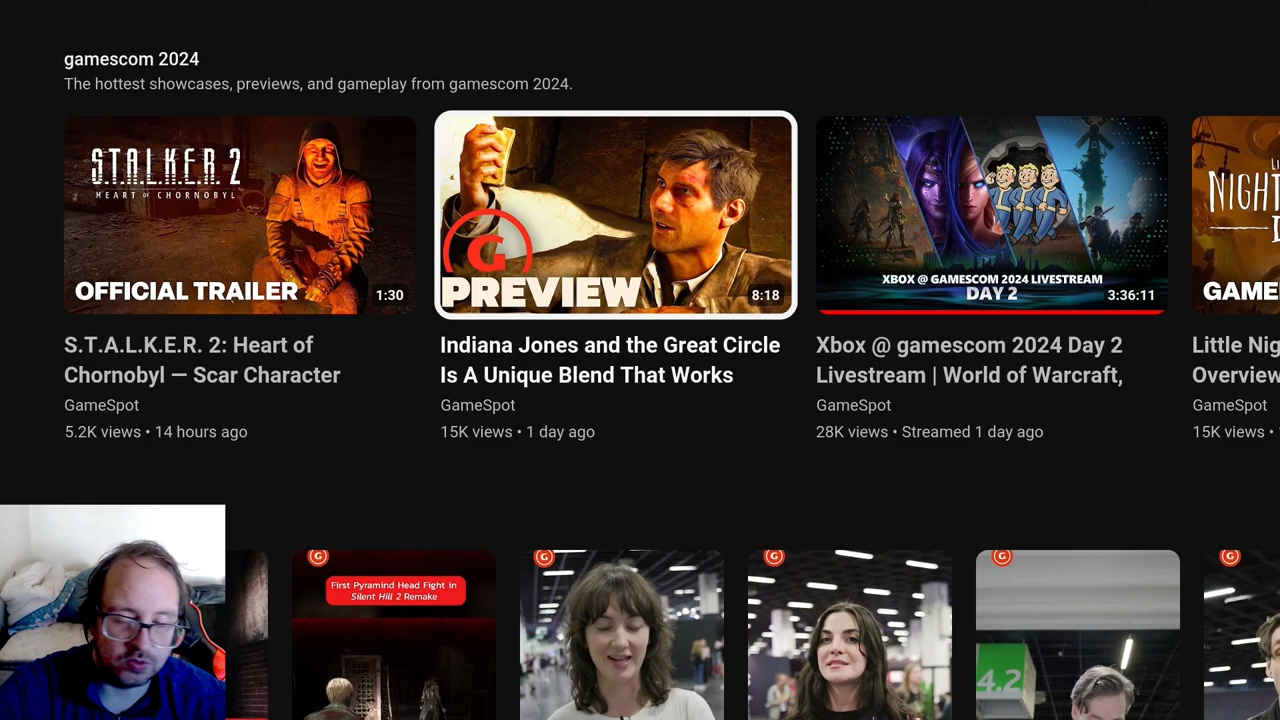 gamescom 2024
The hottest showcases, previews, and gameplay from gamescom 2024.
S.T.A.L.K.E.R. 2
HEART OF CHORNOBYL
OFFICIAL TRAILER
1:30
G
PREVIEW
8:18
XBOX @ GAMESCOM 2024 LIVESTREAM
DAY 2
3:36:11
NIGHT
GAME
S.T.A.L.K.E.R. 2: Heart of
Chornobyl — Scar Character
GameSpot
5.2K views • 14 hours ago
Indiana Jones and the Great Circle
Is A Unique Blend That Works
GameSpot
15K views • 1 day ago
Xbox @ gamescom 2024 Day 2
Livestream | World of Warcraft,
GameSpot
28K views • Streamed 1 day ago
Little Nig
Overview
GameSpot
15K views •
G
First Pyramind Head Fight in
Silent Hill 2 Remake
G
G
G
4.2
G